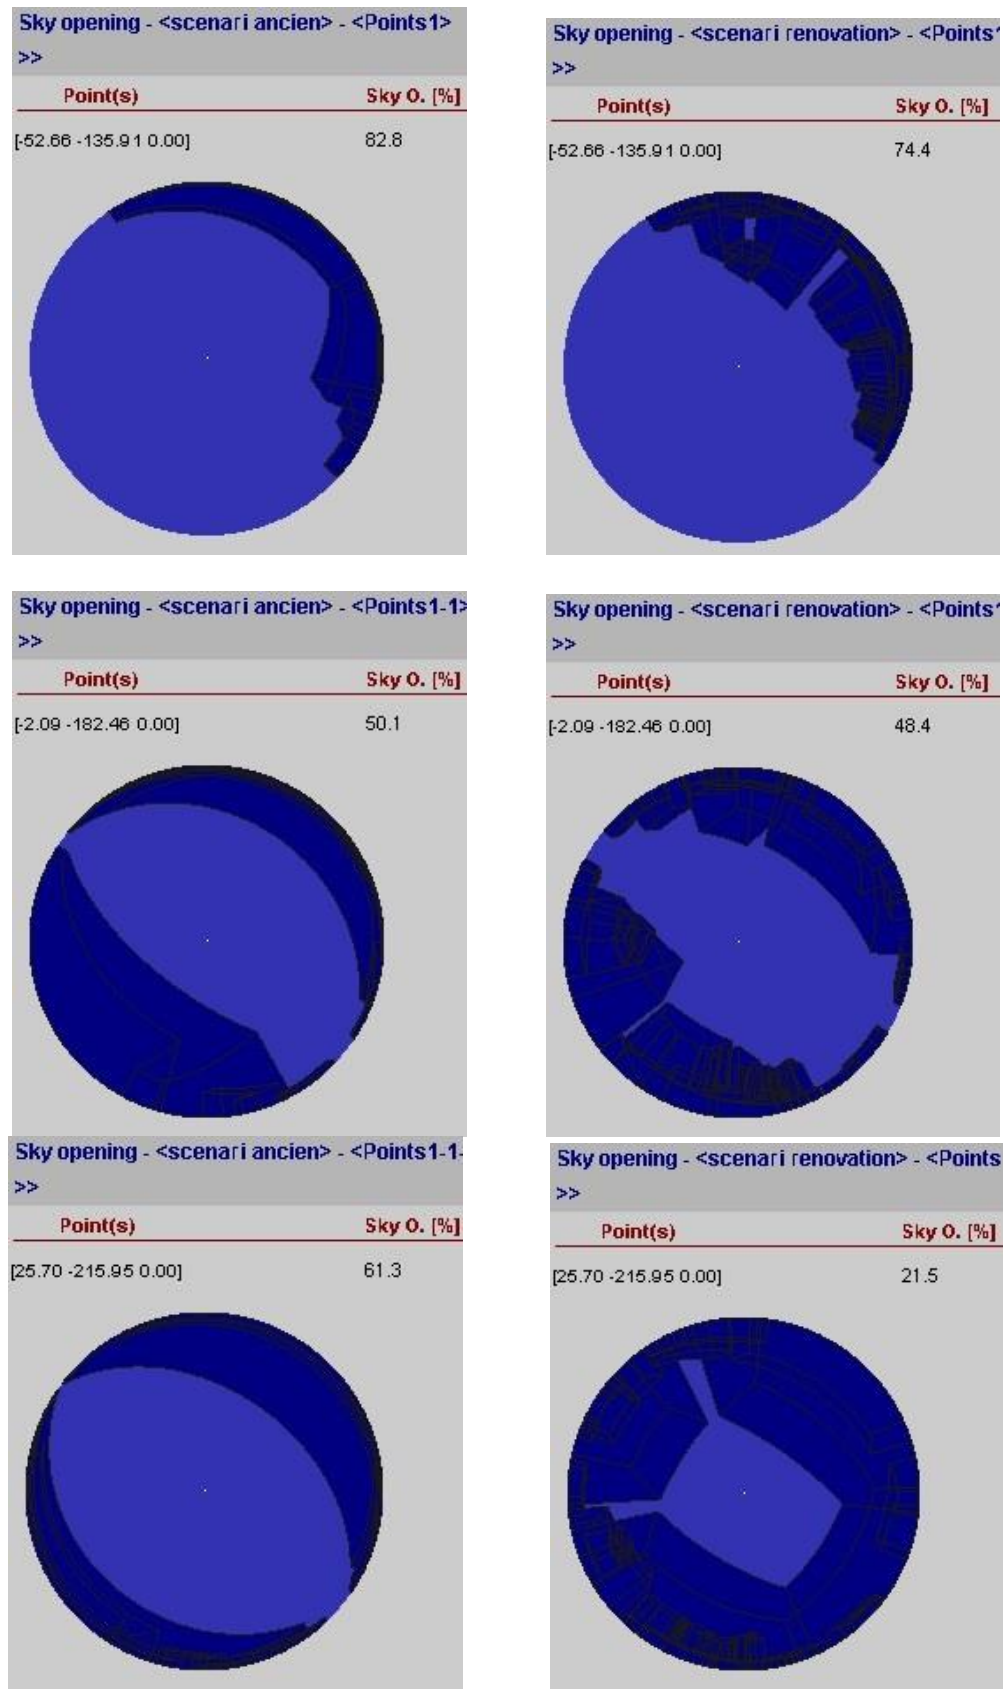 Sky opening - <scenari ancien> - <Points1>
>>
Point(s) Sky O. [%]
[-52.66 -135.91 0.00] 82.8
Sky opening - <scenari renovation> - <Points1
>>
Point(s) Sky O. [%]
[-52.66 -135.91 0.00] 74.4
Sky opening - <scenari ancien> - <Points1-1>
>>
Point(s) Sky O. [%]
[-2.09 -182.46 0.00] 50.1
Sky opening - <scenari renovation> - <Points1
>>
Point(s) Sky O. [%]
[-2.09 -182.46 0.00] 48.4
Sky opening - <scenari ancien> - <Points1-1-
>>
Point(s) Sky O. [%]
[25.70 -215.95 0.00] 61.3
Sky opening - <scenari renovation> - <Points
>>
Point(s) Sky O. [%]
[25.70 -215.95 0.00] 21.5